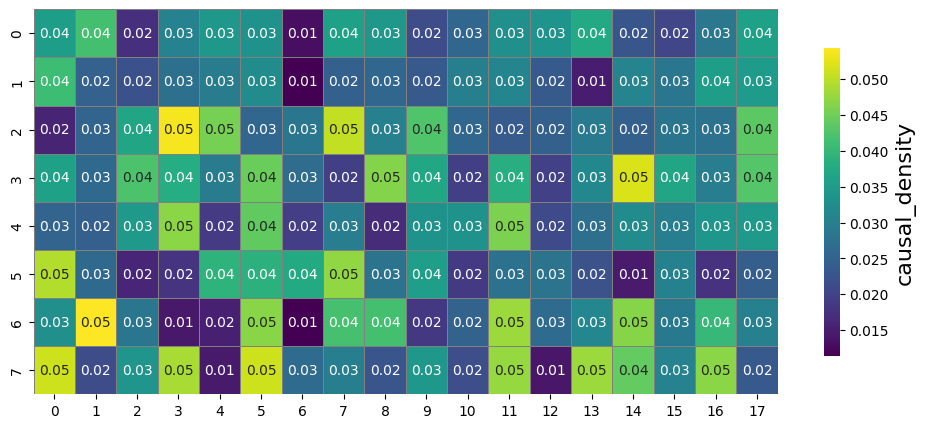 0 0.04 0.04 0.02 0.03 0.03 0.03 0.01 0.04 0.03 0.02 0.03 0.03 0.03 0.04 0.02 0.02 0.03 0.04
1 0.04 0.02 0.02 0.03 0.03 0.03 0.01 0.02 0.03 0.02 0.03 0.03 0.02 0.01 0.03 0.03 0.04 0.03
2 0.02 0.03 0.04 0.05 0.05 0.03 0.03 0.05 0.03 0.04 0.03 0.02 0.02 0.03 0.02 0.03 0.03 0.04
3 0.04 0.03 0.04 0.04 0.03 0.04 0.03 0.02 0.05 0.04 0.02 0.04 0.02 0.03 0.05 0.04 0.03 0.04
4 0.03 0.02 0.03 0.05 0.02 0.04 0.02 0.03 0.02 0.03 0.03 0.05 0.02 0.03 0.03 0.03 0.03 0.03
5 0.05 0.03 0.02 0.02 0.04 0.04 0.04 0.05 0.03 0.04 0.02 0.03 0.03 0.02 0.01 0.03 0.02 0.02
6 0.03 0.05 0.03 0.01 0.02 0.05 0.01 0.04 0.04 0.02 0.02 0.05 0.03 0.03 0.05 0.03 0.04 0.03
7 0.05 0.02 0.03 0.05 0.01 0.05 0.03 0.03 0.02 0.03 0.02 0.05 0.01 0.05 0.04 0.03 0.05 0.02
0 1 2 3 4 5 6 7 8 9 10 11 12 13 14 15 16 17
0.050
0.045
0.040
0.035
0.030
0.025
0.020
0.015
causal_density